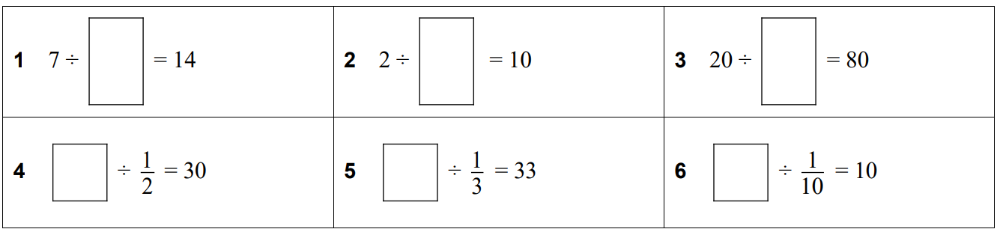 1 7 ÷ = 14
2 2 ÷ = 10
3 20 ÷ = 80
4 ÷ 1/2 = 30
5 ÷ 1/3 = 33
6 ÷ 1/10 = 10